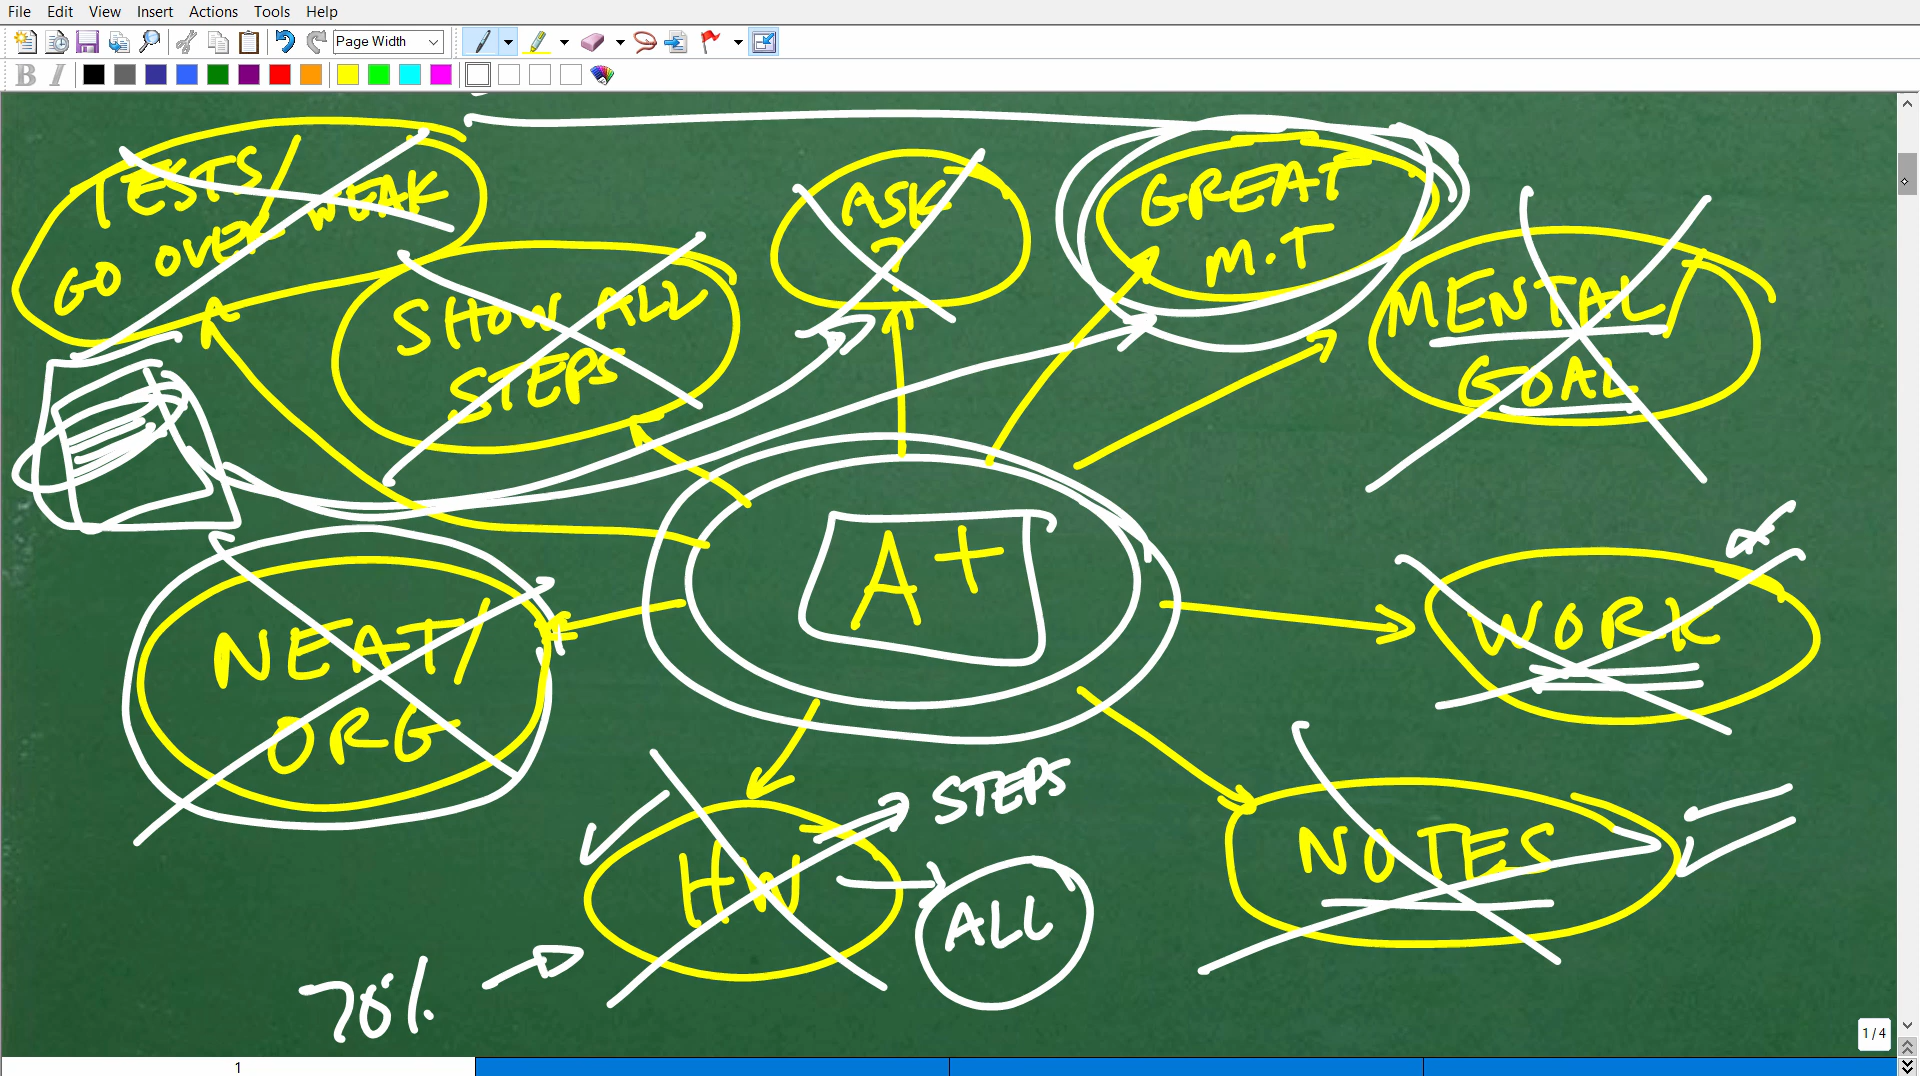 File Edit View Insert Actions Tools Help
Page Width
B I
TESTS/
GO OVER WEAK
SHOW ALL
STEPS
ASK
?
GREAT
M.T
MENTAL/
GOAL
A+
NEAT/
ORG
WORK
HW
STEPS
ALL
NOTES
70%
1 / 4
1